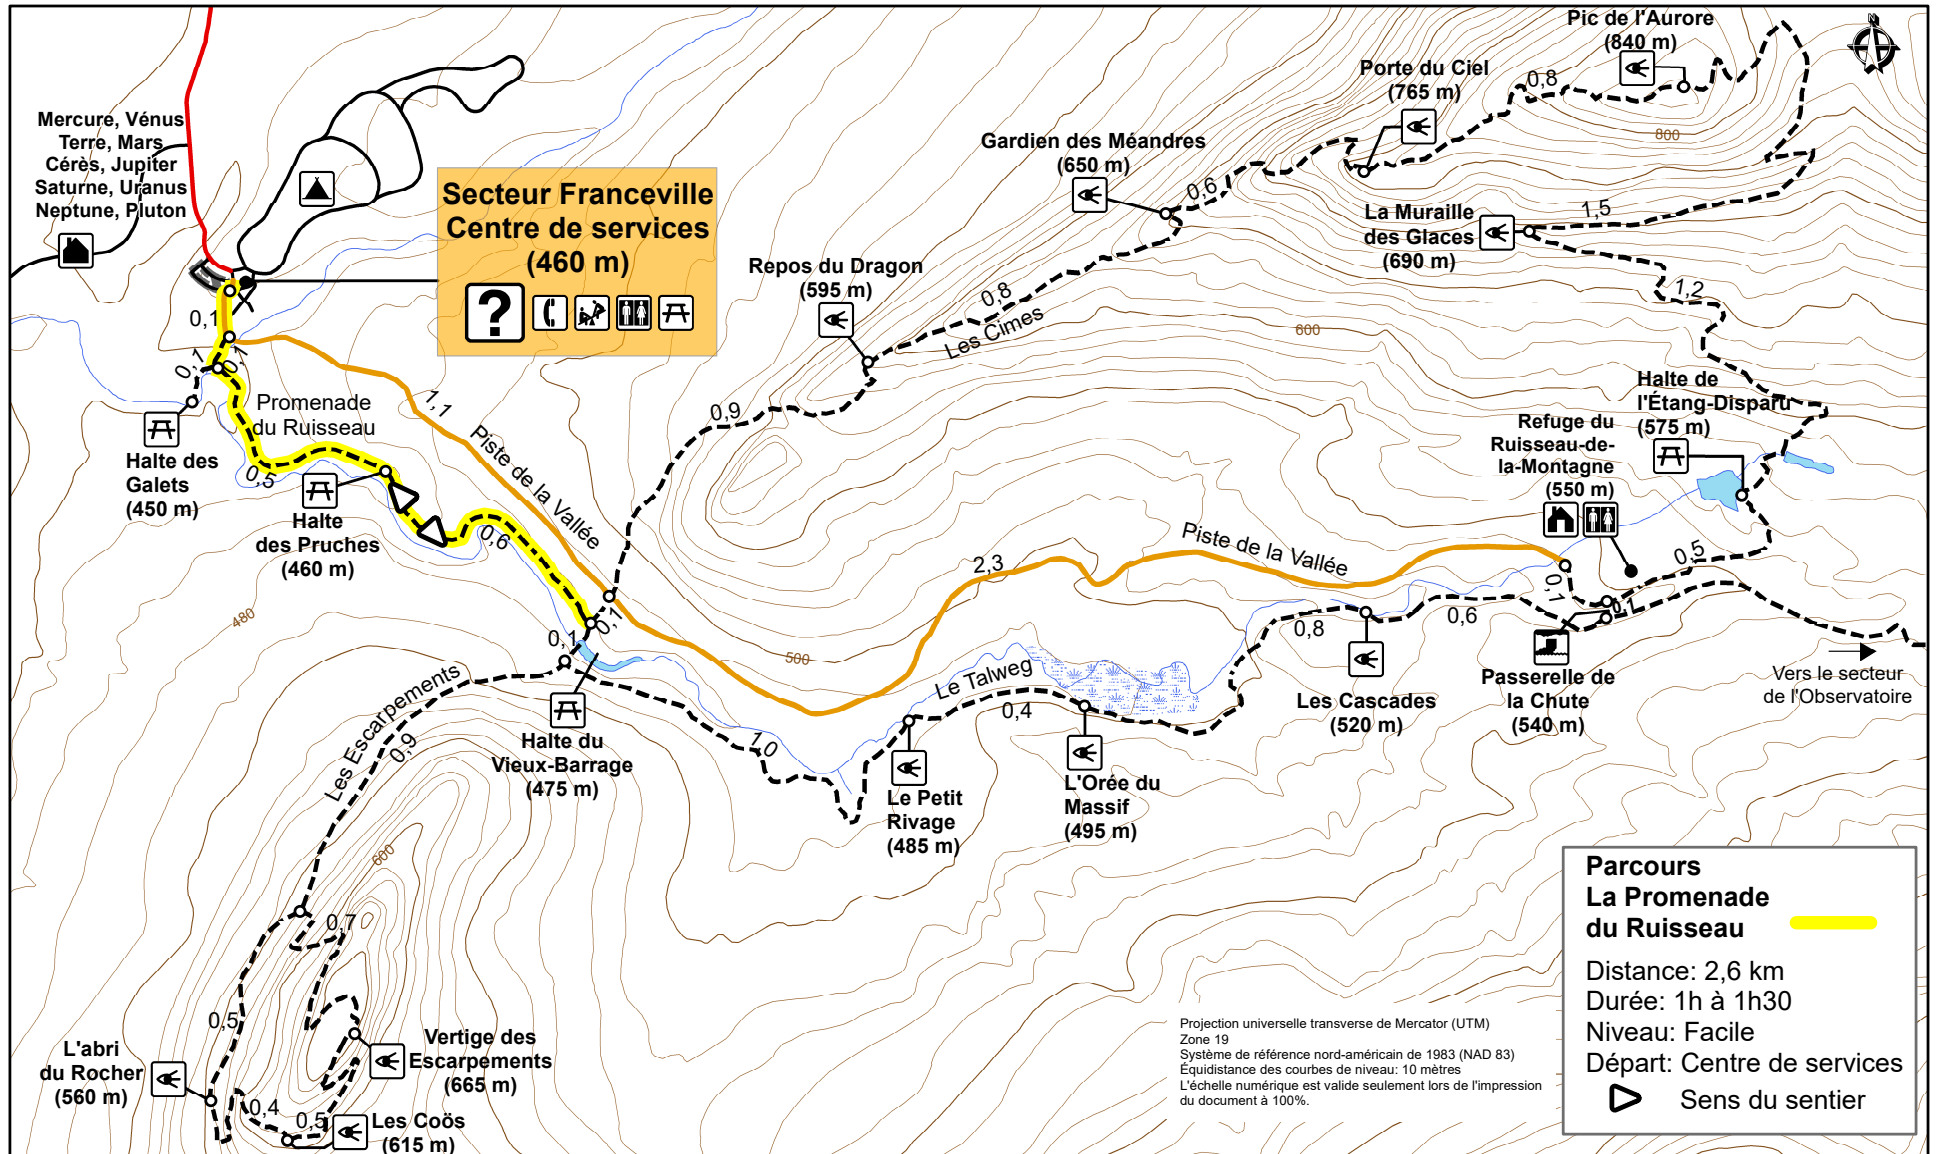 Pic de l'Aurore
(840 m)
N
Porte du Ciel
(765 m)
0,8
800
Mercure, Vénus
Terre, Mars
Cérès, Jupiter
Saturne, Uranus
Neptune, Pluton
Gardien des Méandres
(650 m)
0,6
Secteur Franceville
Centre de services
(460 m)
?
La Muraille
des Glaces
(690 m)
1,5
Repos du Dragon
(595 m)
0,8
Les Cimes
1,2
600
0,1
0,1
0,1
Promenade
du Ruisseau
1,1
Piste de la Vallée
0,9
Halte de
l'Étang-Disparu
(575 m)
Refuge du
Ruisseau-de-
la-Montagne
(550 m)
Halte des
Galets
(450 m)
0,5
Halte
des Pruches
(460 m)
0,6
Piste de la Vallée
2,3
0,5
0,1
0,1
480
0,1
0,1
500
0,8
0,6
Le Talweg
0,4
Les Cascades
(520 m)
Passerelle de
la Chute
(540 m)
Vers le secteur
de l'Observatoire
Les Escarpements
0,9
Halte du
Vieux-Barrage
(475 m)
1,0
Le Petit
Rivage
(485 m)
L'Orée du
Massif
(495 m)
600
0,7
0,5
L'abri
du Rocher
(560 m)
Vertige des
Escarpements
(665 m)
0,4
0,5
Les Coös
(615 m)
Projection universelle transverse de Mercator (UTM)
Zone 19
Système de référence nord-américain de 1983 (NAD 83)
Équidistance des courbes de niveau: 10 mètres
L'échelle numérique est valide seulement lors de l'impression
du document à 100%.
Parcours
La Promenade
du Ruisseau
Distance: 2,6 km
Durée: 1h à 1h30
Niveau: Facile
Départ: Centre de services
Sens du sentier